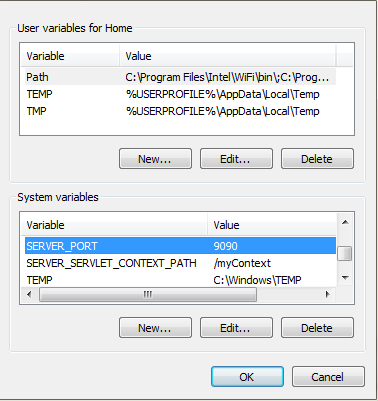 User variables for Home
Variable Value
Path C:\Program Files\Intel\WiFi\bin\;C:\Prog...
TEMP %USERPROFILE%\AppData\Local\Temp
TMP %USERPROFILE%\AppData\Local\Temp
New... Edit... Delete
System variables
Variable Value
SERVER_PORT 9090
SERVER_SERVLET_CONTEXT_PATH /myContext
TEMP C:\Windows\TEMP
New... Edit... Delete
OK Cancel